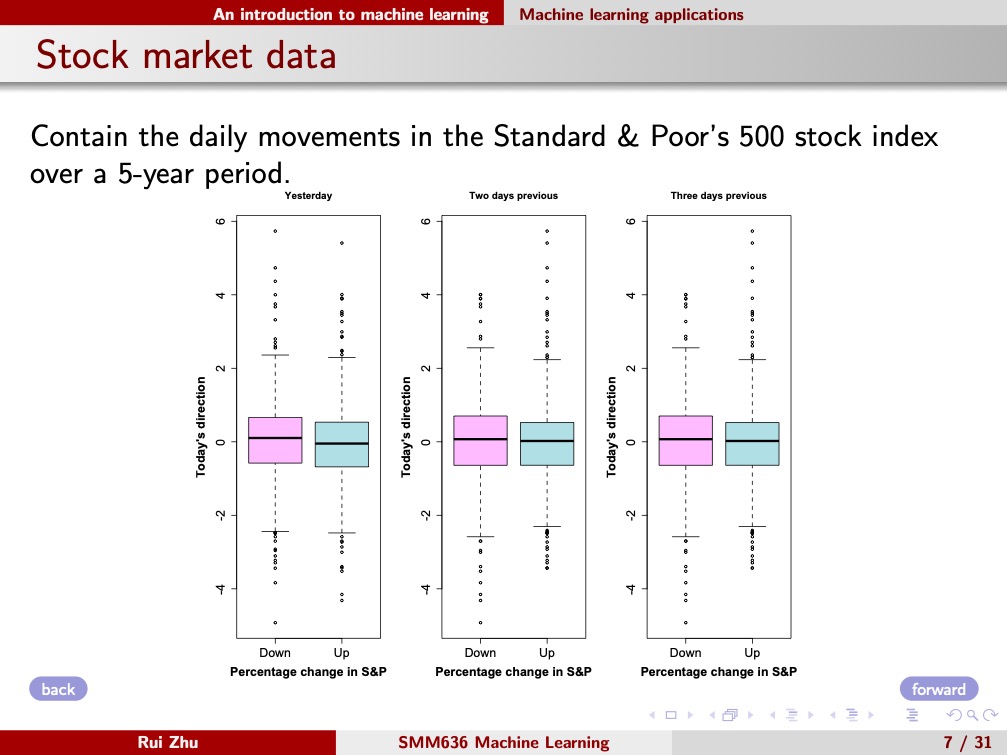 An introduction to machine learning Machine learning applications
Stock market data
Contain the daily movements in the Standard & Poor's 500 stock index
over a 5-year period.
Yesterday
Two days previous
Three days previous
6
4
2
0
-2
-4
Today's direction
Down Up
Percentage change in S&P
6
4
2
0
-2
-4
Today's direction
Down Up
Percentage change in S&P
6
4
2
0
-2
-4
Today's direction
Down Up
Percentage change in S&P
back
forward
Rui Zhu SMM636 Machine Learning 7 / 31